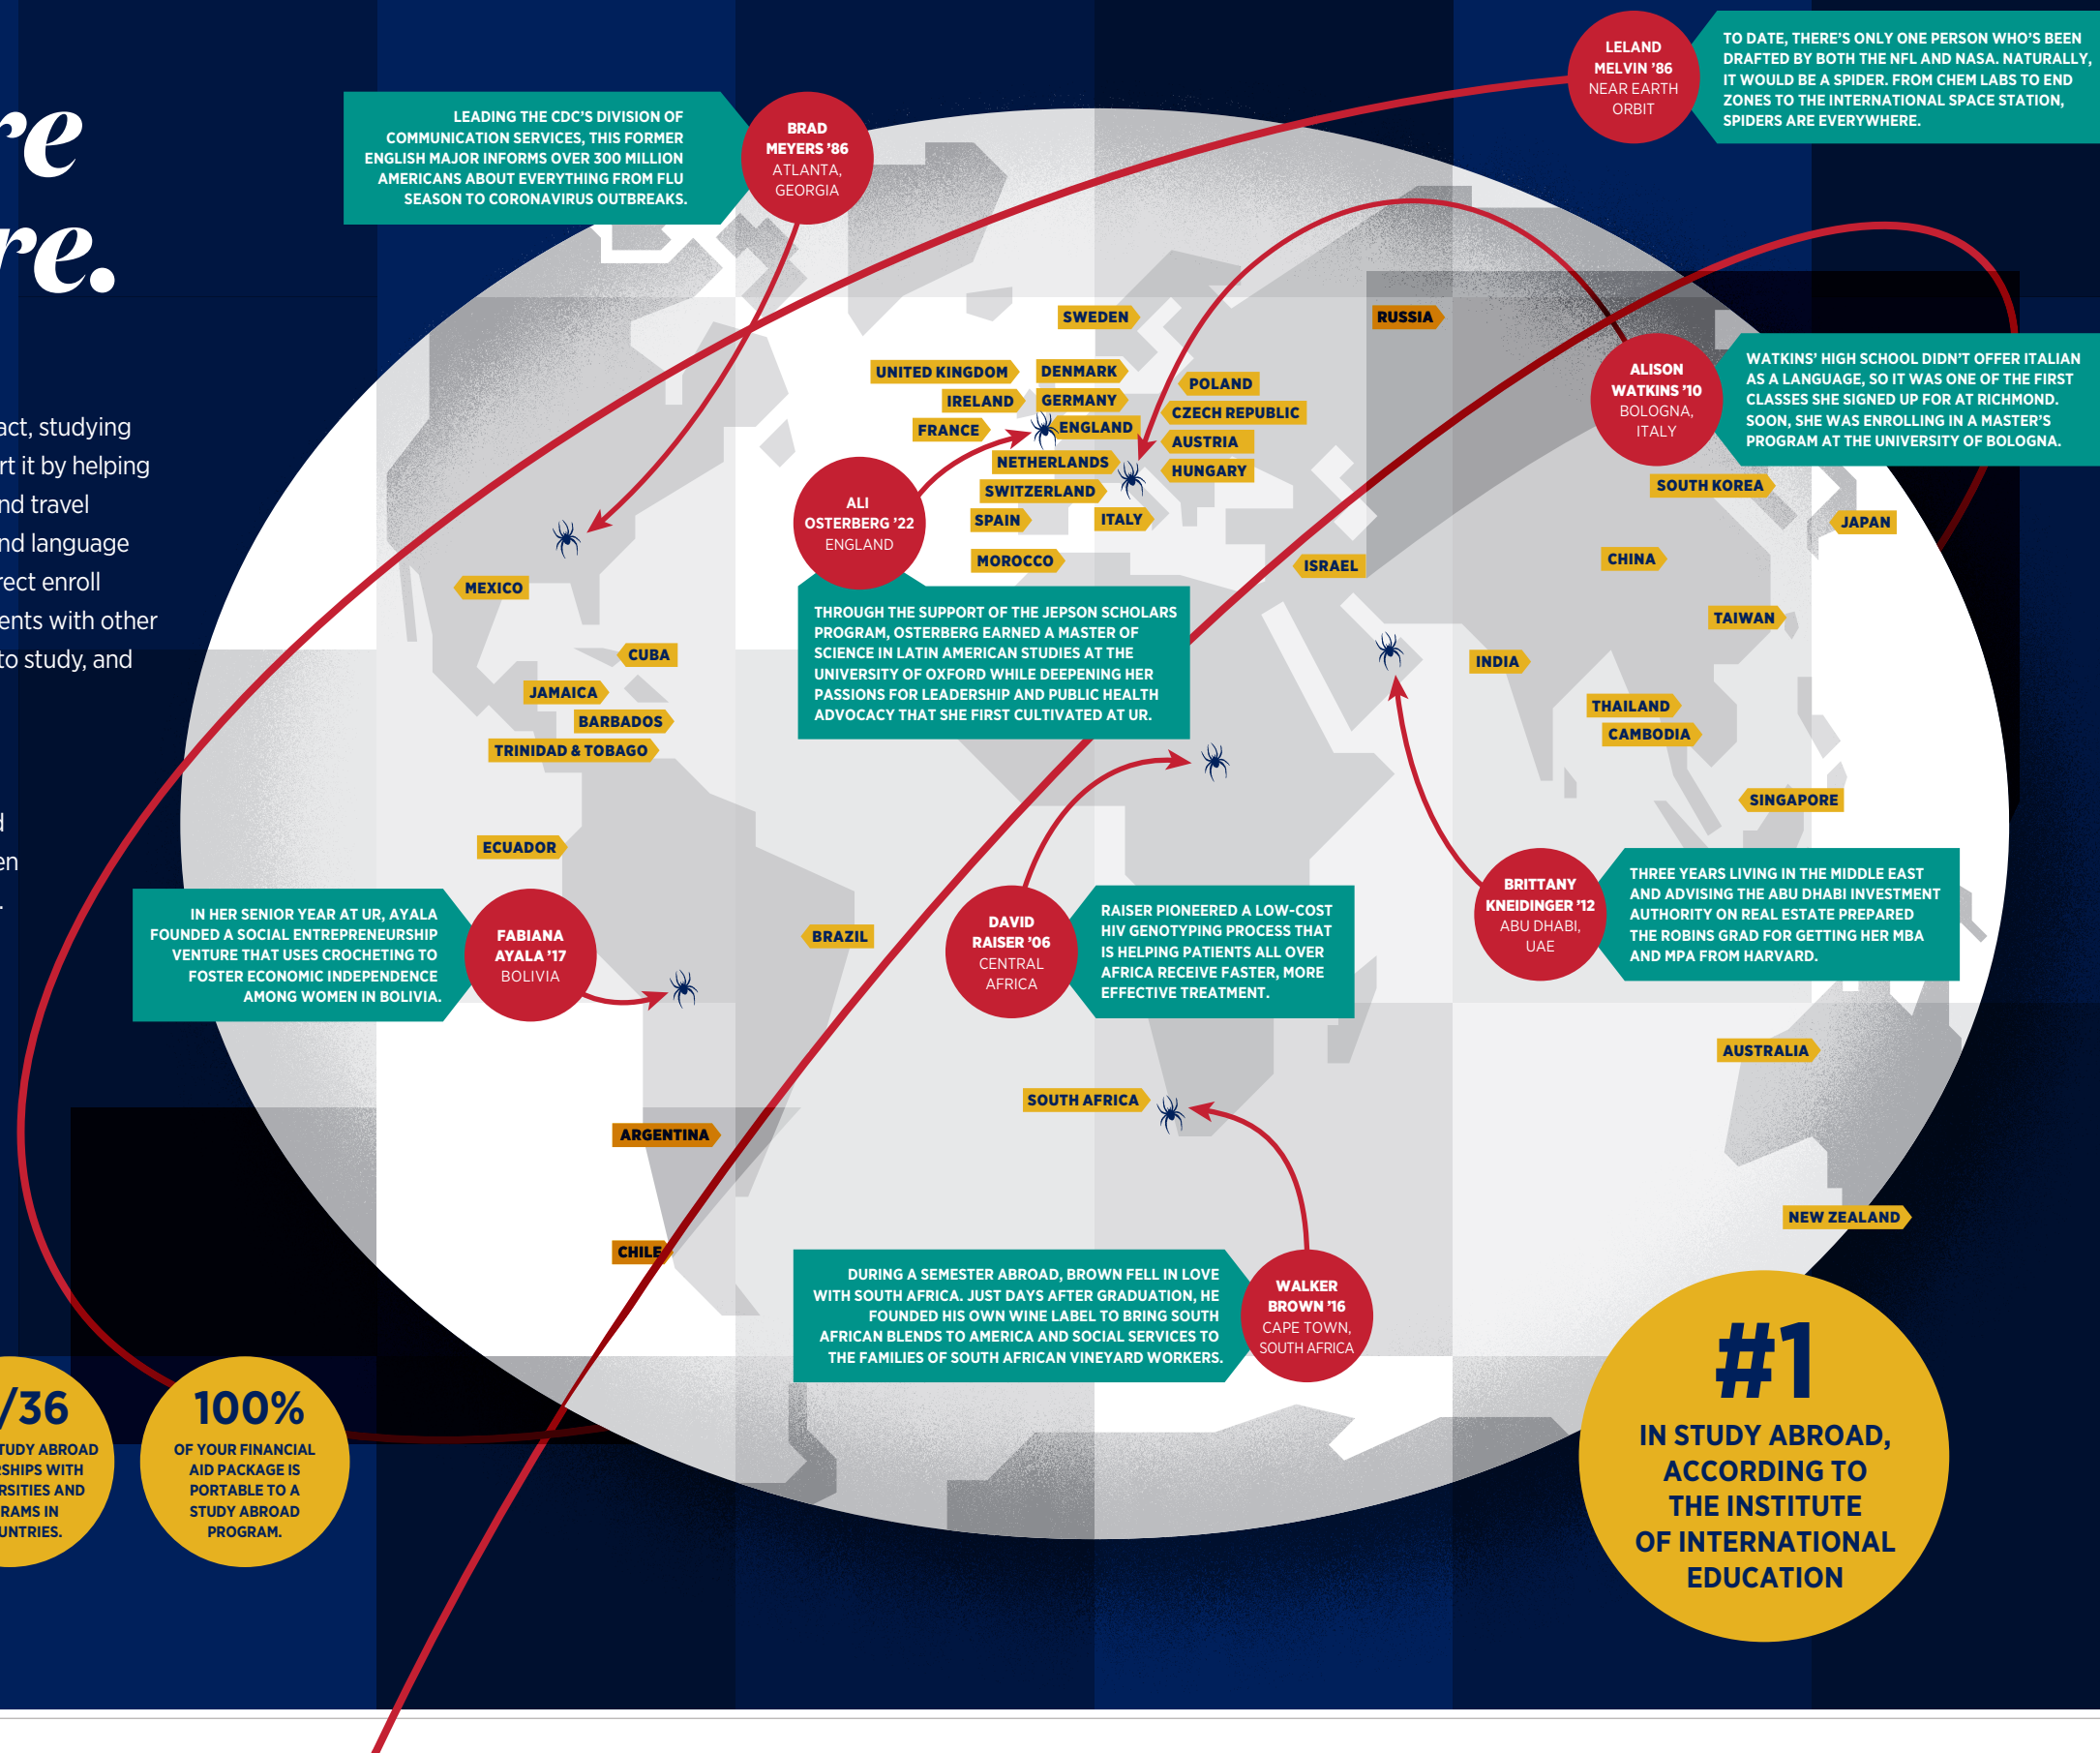 re
re.
act, studying
rt it by helping
nd travel
nd language
rect enroll
ents with other
to study, and
d
en
.
LEADING THE CDC'S DIVISION OF
COMMUNICATION SERVICES, THIS FORMER
ENGLISH MAJOR INFORMS OVER 300 MILLION
AMERICANS ABOUT EVERYTHING FROM FLU
SEASON TO CORONAVIRUS OUTBREAKS.
BRAD
MEYERS '86
ATLANTA,
GEORGIA
LELAND
MELVIN '86
NEAR EARTH
ORBIT
TO DATE, THERE'S ONLY ONE PERSON WHO'S BEEN
DRAFTED BY BOTH THE NFL AND NASA. NATURALLY,
IT WOULD BE A SPIDER. FROM CHEM LABS TO END
ZONES TO THE INTERNATIONAL SPACE STATION,
SPIDERS ARE EVERYWHERE.
SWEDEN
RUSSIA
UNITED KINGDOM
DENMARK
POLAND
IRELAND
GERMANY
CZECH REPUBLIC
FRANCE
ENGLAND
AUSTRIA
NETHERLANDS
HUNGARY
SWITZERLAND
SPAIN
ITALY
MOROCCO
ISRAEL
ALISON
WATKINS '10
BOLOGNA,
ITALY
WATKINS' HIGH SCHOOL DIDN'T OFFER ITALIAN
AS A LANGUAGE, SO IT WAS ONE OF THE FIRST
CLASSES SHE SIGNED UP FOR AT RICHMOND.
SOON, SHE WAS ENROLLING IN A MASTER'S
PROGRAM AT THE UNIVERSITY OF BOLOGNA.
SOUTH KOREA
JAPAN
CHINA
TAIWAN
INDIA
THAILAND
CAMBODIA
SINGAPORE
ALI
OSTERBERG '22
ENGLAND
THROUGH THE SUPPORT OF THE JEPSON SCHOLARS
PROGRAM, OSTERBERG EARNED A MASTER OF
SCIENCE IN LATIN AMERICAN STUDIES AT THE
UNIVERSITY OF OXFORD WHILE DEEPENING HER
PASSIONS FOR LEADERSHIP AND PUBLIC HEALTH
ADVOCACY THAT SHE FIRST CULTIVATED AT UR.
MEXICO
CUBA
JAMAICA
BARBADOS
TRINIDAD & TOBAGO
ECUADOR
BRAZIL
IN HER SENIOR YEAR AT UR, AYALA
FOUNDED A SOCIAL ENTREPRENEURSHIP
VENTURE THAT USES CROCHETING TO
FOSTER ECONOMIC INDEPENDENCE
AMONG WOMEN IN BOLIVIA.
FABIANA
AYALA '17
BOLIVIA
DAVID
RAISER '06
CENTRAL
AFRICA
RAISER PIONEERED A LOW-COST
HIV GENOTYPING PROCESS THAT
IS HELPING PATIENTS ALL OVER
AFRICA RECEIVE FASTER, MORE
EFFECTIVE TREATMENT.
BRITTANY
KNEIDINGER '12
ABU DHABI,
UAE
THREE YEARS LIVING IN THE MIDDLE EAST
AND ADVISING THE ABU DHABI INVESTMENT
AUTHORITY ON REAL ESTATE PREPARED
THE ROBINS GRAD FOR GETTING HER MBA
AND MPA FROM HARVARD.
AUSTRALIA
SOUTH AFRICA
ARGENTINA
NEW ZEALAND
CHILE
DURING A SEMESTER ABROAD, BROWN FELL IN LOVE
WITH SOUTH AFRICA. JUST DAYS AFTER GRADUATION, HE
FOUNDED HIS OWN WINE LABEL TO BRING SOUTH
AFRICAN BLENDS TO AMERICA AND SOCIAL SERVICES TO
THE FAMILIES OF SOUTH AFRICAN VINEYARD WORKERS.
WALKER
BROWN '16
CAPE TOWN,
SOUTH AFRICA
/36
TUDY ABROAD
RSHIPS WITH
ERSITIES AND
RAMS IN
UNTRIES.
100%
OF YOUR FINANCIAL
AID PACKAGE IS
PORTABLE TO A
STUDY ABROAD
PROGRAM.
#1
IN STUDY ABROAD,
ACCORDING TO
THE INSTITUTE
OF INTERNATIONAL
EDUCATION